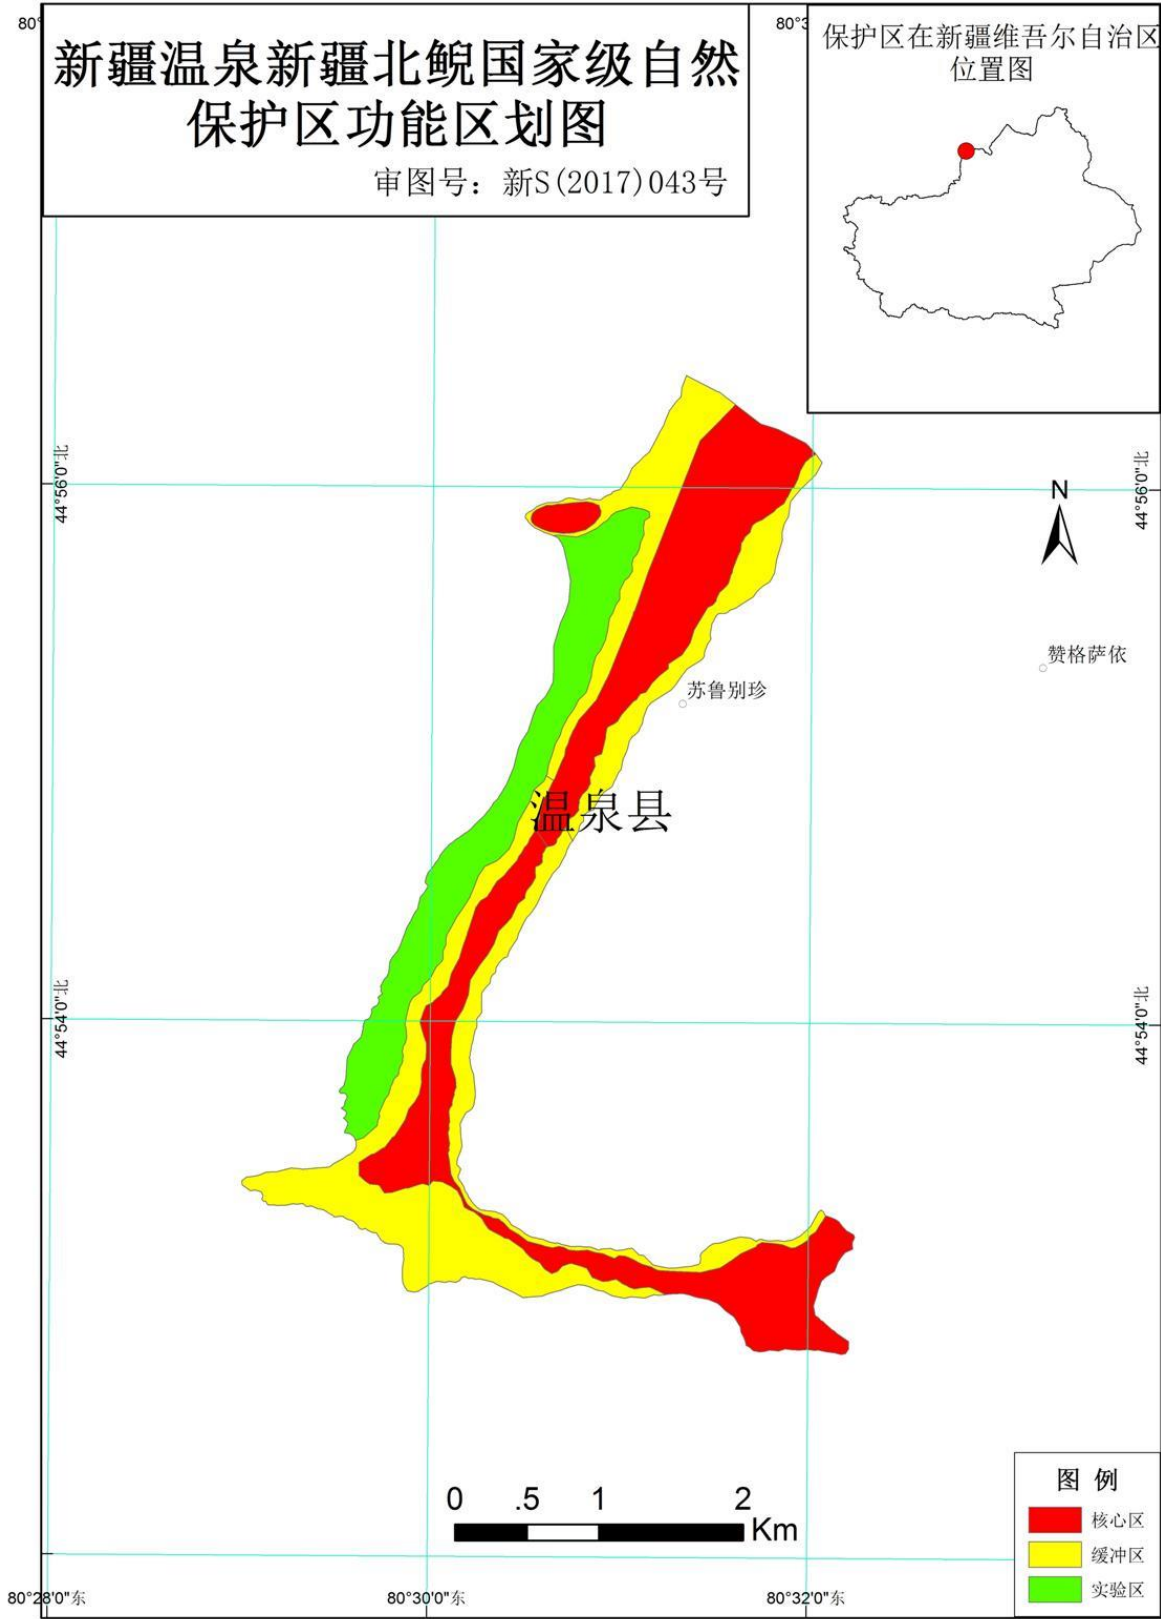 80°
80°3
新疆温泉新疆北鲵国家级自然
保护区功能区划图
审图号：新S(2017)043号
保护区在新疆维吾尔自治区
位置图
44°56'0"北
44°56'0"北
N
赞格萨依
苏鲁别珍
温泉县
44°54'0"北
44°54'0"北
0 .5 1 2
Km
图 例
核心区
缓冲区
实验区
80°28'0"东
80°30'0"东
80°32'0"东